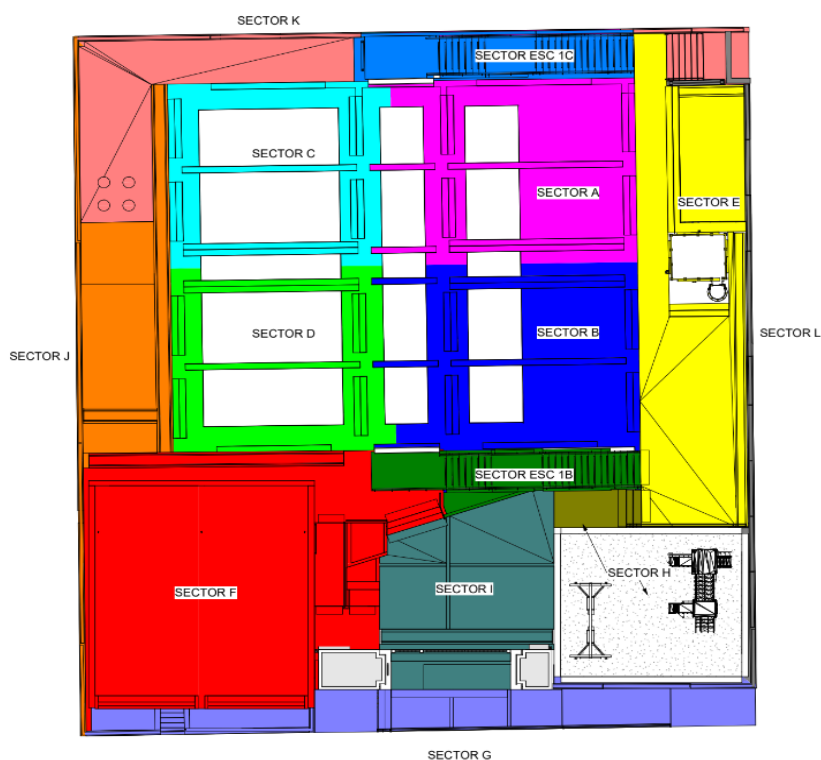 SECTOR K
SECTOR ESC 1C
SECTOR C
SECTOR A
SECTOR E
SECTOR D
SECTOR B
SECTOR L
SECTOR J
SECTOR ESC 1B
SECTOR H
SECTOR F
SECTOR I
SECTOR G